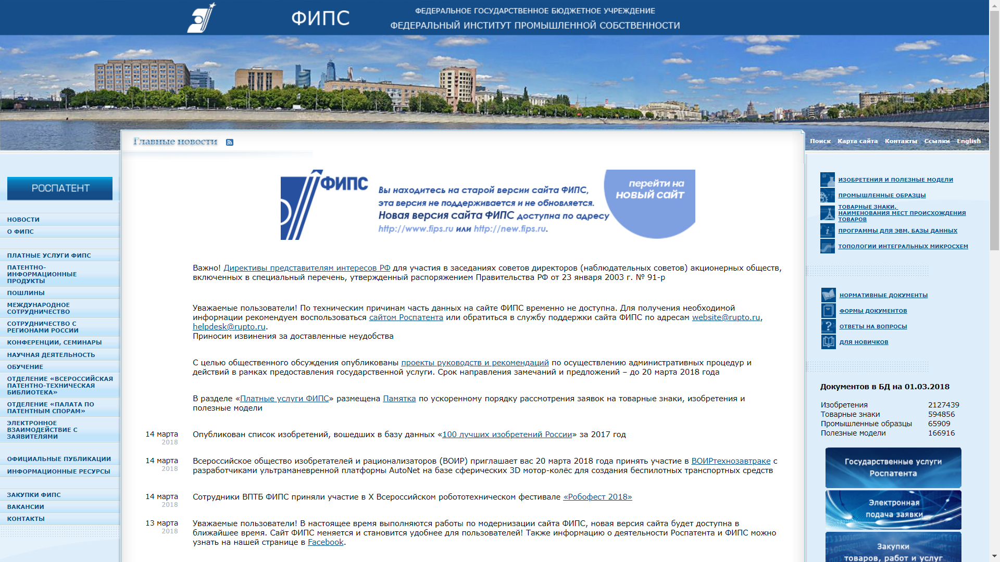 ФИПС
ФЕДЕРАЛЬНОЕ ГОСУДАРСТВЕННОЕ БЮДЖЕТНОЕ УЧРЕЖДЕНИЕ
ФЕДЕРАЛЬНЫЙ ИНСТИТУТ ПРОМЫШЛЕННОЙ СОБСТВЕННОСТИ
Главные новости
Поиск Карта сайта Контакты Ссылки English
РОСПАТЕНТ
НОВОСТИ
О ФИПС
ПЛАТНЫЕ УСЛУГИ ФИПС
ПАТЕНТНО-
ИНФОРМАЦИОННЫЕ
ПРОДУКТЫ
ПОШЛИНЫ
МЕЖДУНАРОДНОЕ
СОТРУДНИЧЕСТВО
СОТРУДНИЧЕСТВО С
РЕГИОНАМИ РОССИИ
КОНФЕРЕНЦИИ, СЕМИНАРЫ
НАУЧНАЯ ДЕЯТЕЛЬНОСТЬ
ОБУЧЕНИЕ
ОТДЕЛЕНИЕ «ВСЕРОССИЙСКАЯ
ПАТЕНТНО-ТЕХНИЧЕСКАЯ
БИБЛИОТЕКА»
ОТДЕЛЕНИЕ «ПАЛАТА ПО
ПАТЕНТНЫМ СПОРАМ»
ЭЛЕКТРОННОЕ
ВЗАИМОДЕЙСТВИЕ С
ЗАЯВИТЕЛЯМИ
ОФИЦИАЛЬНЫЕ ПУБЛИКАЦИИ
ИНФОРМАЦИОННЫЕ РЕСУРСЫ
ЗАКУПКИ ФИПС
ВАКАНСИИ
КОНТАКТЫ
ФИПС
Вы находитесь на старой версии сайта ФИПС,
эта версия не поддерживается и не обновляется.
Новая версия сайта ФИПС доступна по адресу
http://www.fips.ru или http://new.fips.ru.
перейти на
НОВЫЙ САЙТ
Важно! Директивы представителям интересов РФ для участия в заседаниях советов директоров (наблюдательных советов) акционерных обществ,
включенных в специальный перечень, утвержденный распоряжением Правительства РФ от 23 января 2003 г. № 91-р
Уважаемые пользователи! По техническим причинам часть данных на сайте ФИПС временно не доступна. Для получения необходимой
информации рекомендуем воспользоваться сайтом Роспатента или обратиться в службу поддержки сайта ФИПС по адресам website@rupto.ru,
helpdesk@rupto.ru.
Приносим извинения за доставленные неудобства
С целью общественного обсуждения опубликованы проекты руководств и рекомендаций по осуществлению административных процедур и
действий в рамках предоставления государственной услуги. Срок направления замечаний и предложений – до 20 марта 2018 года
В разделе «Платные услуги ФИПС» размещена Памятка по ускоренному порядку рассмотрения заявок на товарные знаки, изобретения и
полезные модели
14 марта
2018
Опубликован список изобретений, вошедших в базу данных «100 лучших изобретений России» за 2017 год
14 марта
2018
Всероссийское общество изобретателей и рационализаторов (ВОИР) приглашает вас 20 марта 2018 года принять участие в ВОИРтехнозавтраке с
разработчиками ультраманевренной платформы AutoNet на базе сферических 3D мотор-колёс для создания беспилотных транспортных средств
14 марта
2018
Сотрудники ВПТБ ФИПС приняли участие в X Всероссийском робототехническом фестивале «Робофест 2018»
13 марта
2018
Уважаемые пользователи! В настоящее время выполняются работы по модернизации сайта ФИПС, новая версия сайта будет доступна в
ближайшее время. Сайт ФИПС меняется и становится удобнее для пользователей! Также информацию о деятельности Роспатента и ФИПС можно
узнать на нашей странице в Facebook.
ИЗОБРЕТЕНИЯ И ПОЛЕЗНЫЕ МОДЕЛИ
ПРОМЫШЛЕННЫЕ ОБРАЗЦЫ
ТОВАРНЫЕ ЗНАКИ,
НАИМЕНОВАНИЯ МЕСТ ПРОИСХОЖДЕНИЯ
ТОВАРОВ
ПРОГРАММЫ ДЛЯ ЭВМ, БАЗЫ ДАННЫХ
ТОПОЛОГИИ ИНТЕГРАЛЬНЫХ МИКРОСХЕМ
НОРМАТИВНЫЕ ДОКУМЕНТЫ
ФОРМЫ ДОКУМЕНТОВ
ОТВЕТЫ НА ВОПРОСЫ
ДЛЯ НОВИЧКОВ
Документов в БД на 01.03.2018
Изобретения 2127439
Товарные знаки 594856
Промышленные образцы 65909
Полезные модели 166916
Государственные услуги
Роспатента
Электронная
подача заявки
Закупки
товаров, работ и услуг